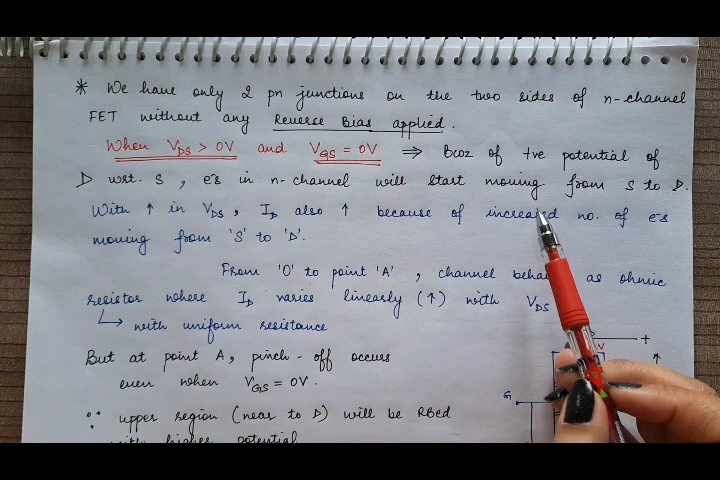 * We have only 2 pn junctions on the two sides of n-channel
FET without any Reverse Bias applied.
When VDS > 0V and VGS = 0V ⇒ Bcoz of +ve potential of
D wrt. S, e⁻s in n-channel will start moving from S to D.
With ↑ in VDS, ID also ↑ because of increased no. of e⁻s
moving from 'S' to 'D'.
From 'O' to point 'A', channel as ohmic
resistor where ID varies linearly (↑) with VDS
↳ with uniform resistance
But at point A, pinch-off occurs
even when VGS = 0V.
∵ upper region (near to D) will be RBed
with higher potential
G
+